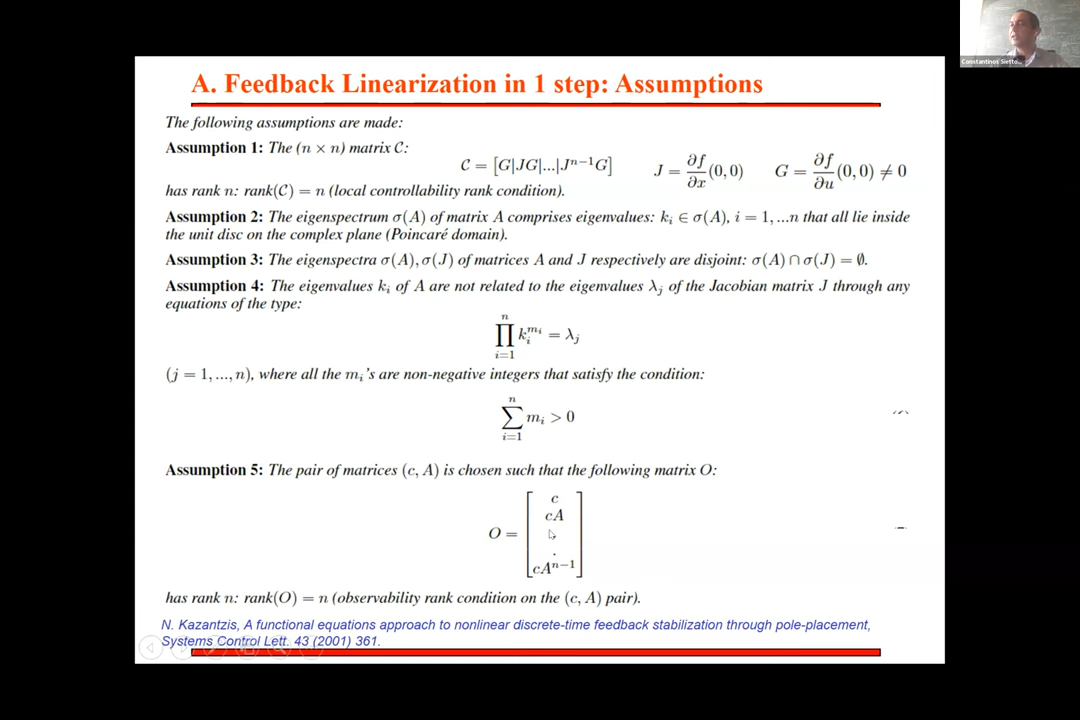 Constantinos Sietto...
A. Feedback Linearization in 1 step: Assumptions
The following assumptions are made:
Assumption 1: The (n × n) matrix C:
C = [G|JG|...|J^{n−1}G]    J = ∂f/∂x (0, 0)    G = ∂f/∂u (0, 0) ≠ 0
has rank n: rank(C) = n (local controllability rank condition).
Assumption 2: The eigenspectrum σ(A) of matrix A comprises eigenvalues: k_i ∈ σ(A), i = 1, ...n that all lie inside
the unit disc on the complex plane (Poincaré domain).
Assumption 3: The eigenspectra σ(A), σ(J) of matrices A and J respectively are disjoint: σ(A) ∩ σ(J) = ∅.
Assumption 4: The eigenvalues k_i of A are not related to the eigenvalues λ_j of the Jacobian matrix J through any
equations of the type:
∏_{i=1}^{n} k_i^{m_i} = λ_j
(j = 1, ..., n), where all the m_i's are non-negative integers that satisfy the condition:
∑_{i=1}^{n} m_i > 0
Assumption 5: The pair of matrices (c, A) is chosen such that the following matrix O:
c
cA
O =
.
cA^{n−1}
has rank n: rank(O) = n (observability rank condition on the (c, A) pair).
N. Kazantzis, A functional equations approach to nonlinear discrete-time feedback stabilization through pole-placement,
Systems Control Lett. 43 (2001) 361.